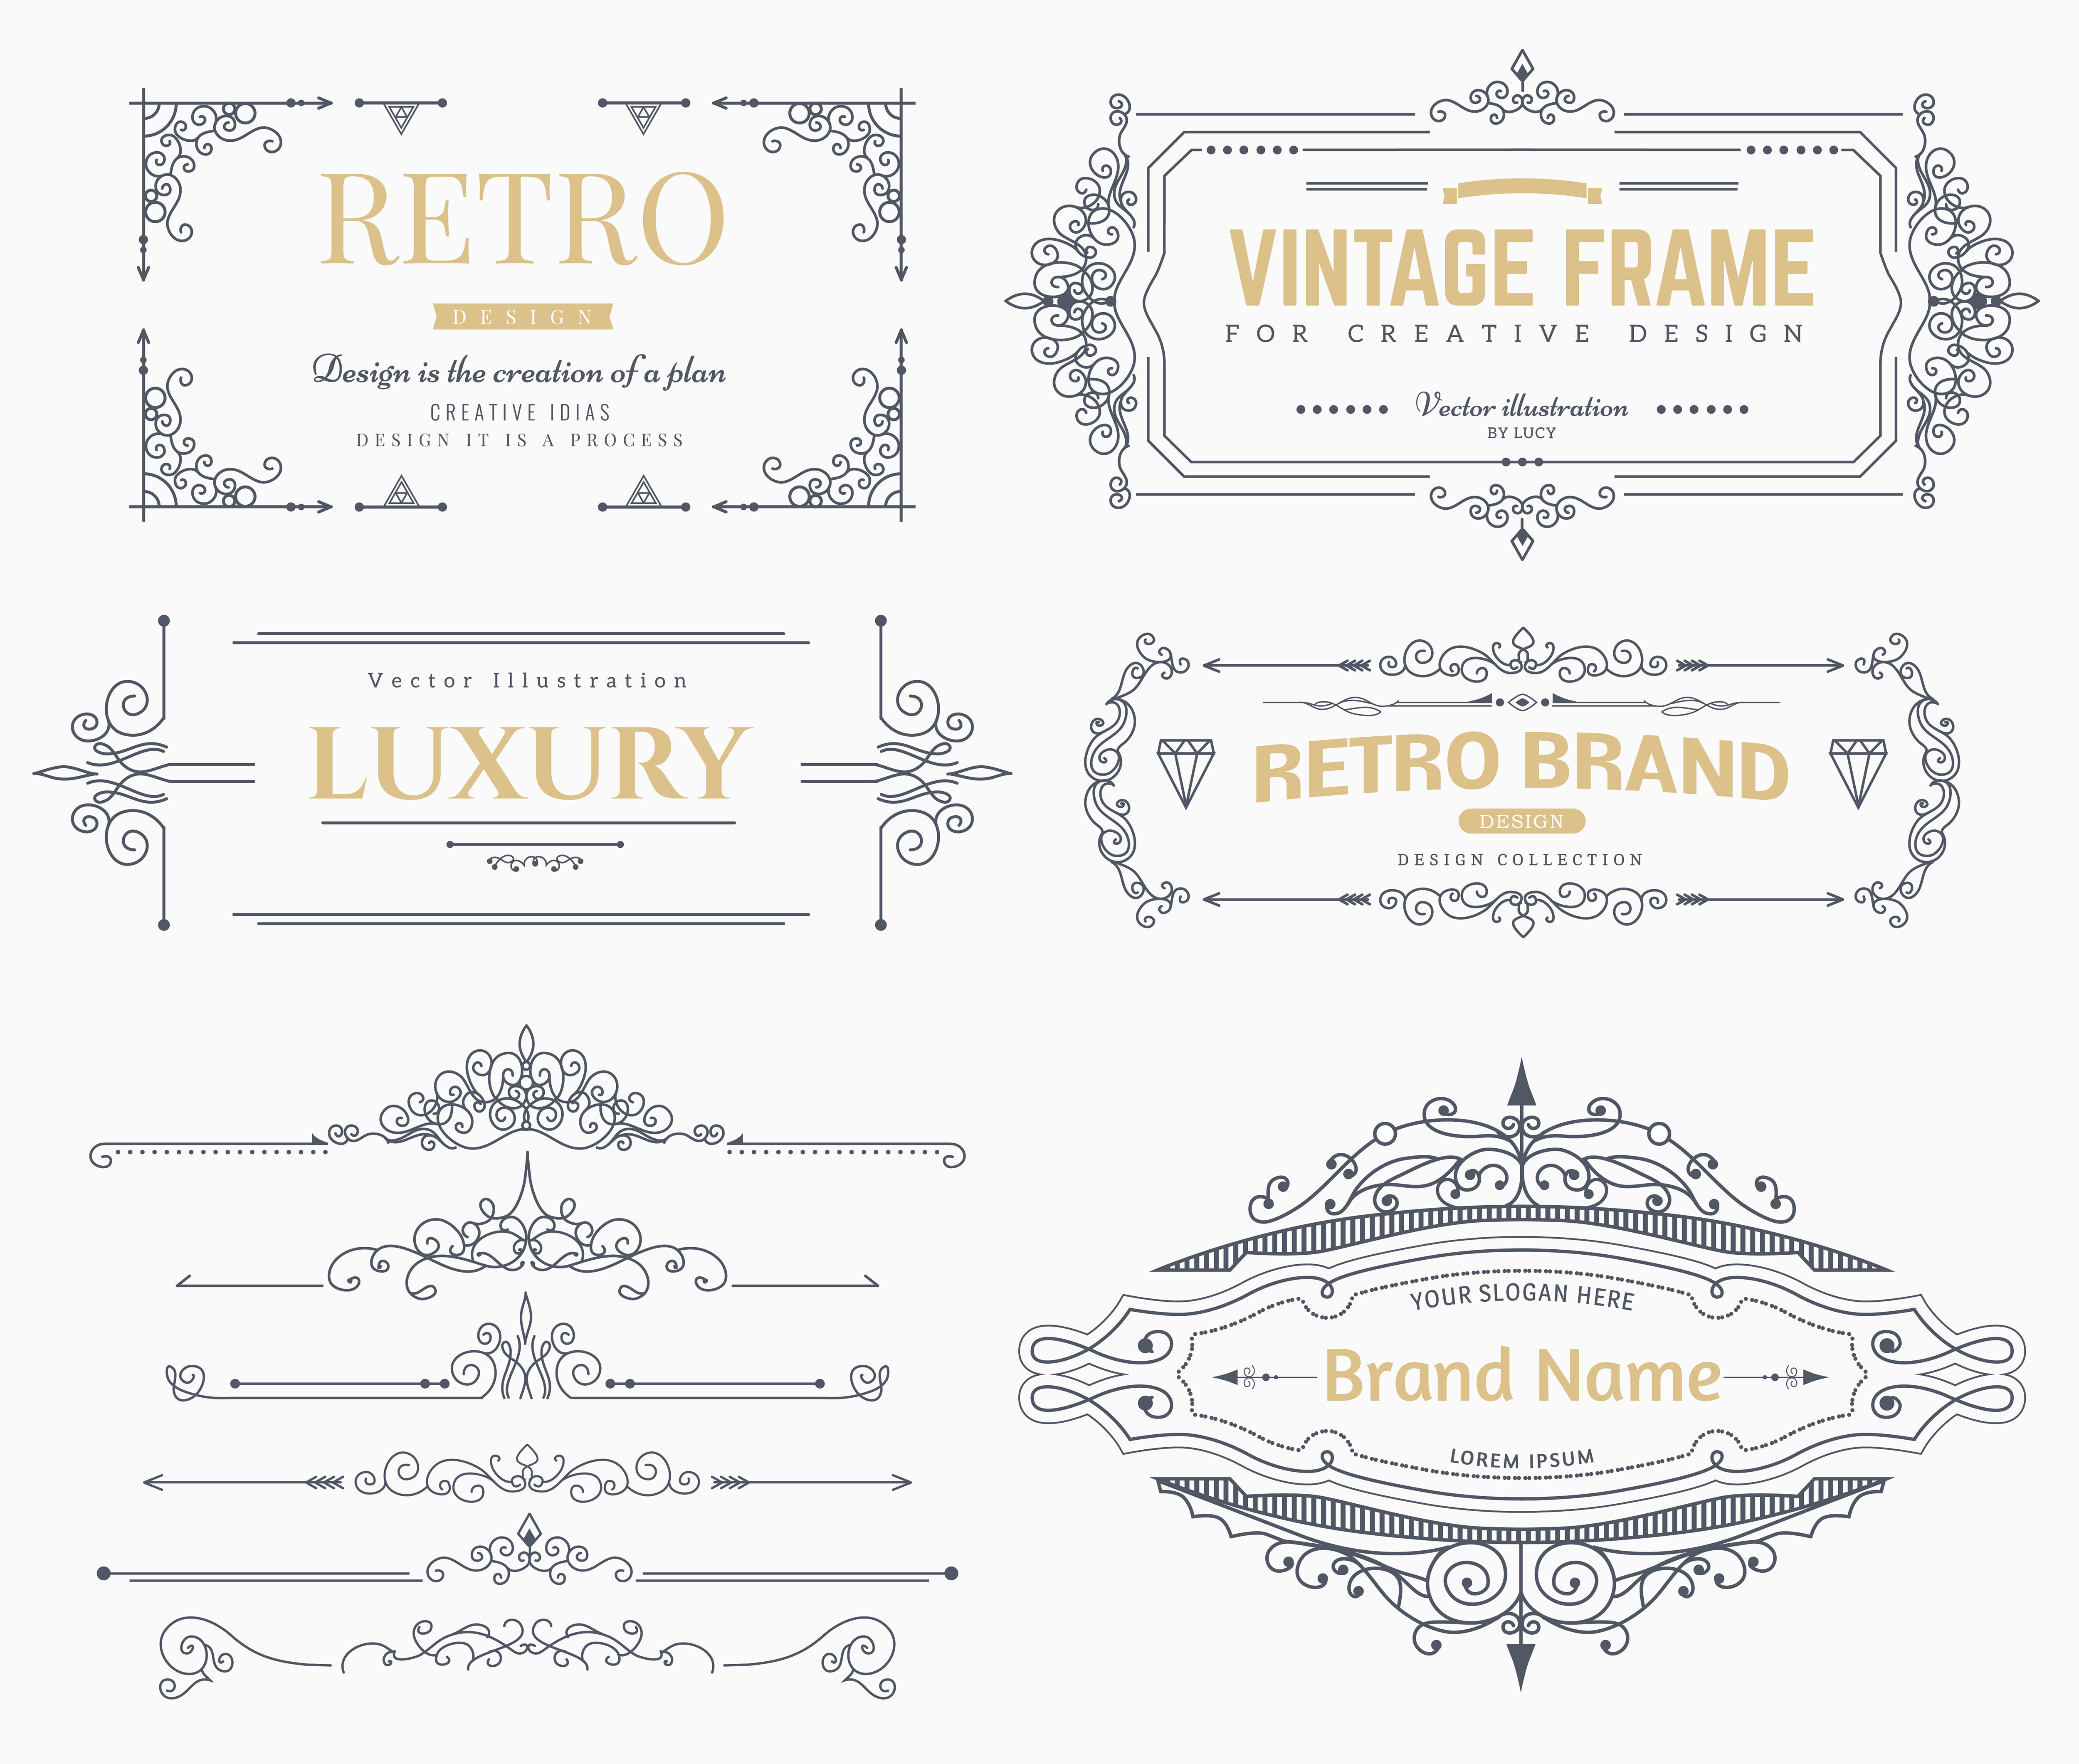 RETRO
DESIGN
Design is the creation of a plan
CREATIVE IDIAS
DESIGN IT IS A PROCESS
VINTAGE FRAME
FOR CREATIVE DESIGN
Vector illustration
BY LUCY
Vector Illustration
LUXURY
RETRO BRAND
DESIGN
DESIGN COLLECTION
YOUR SLOGAN HERE
Brand Name
LOREM IPSUM